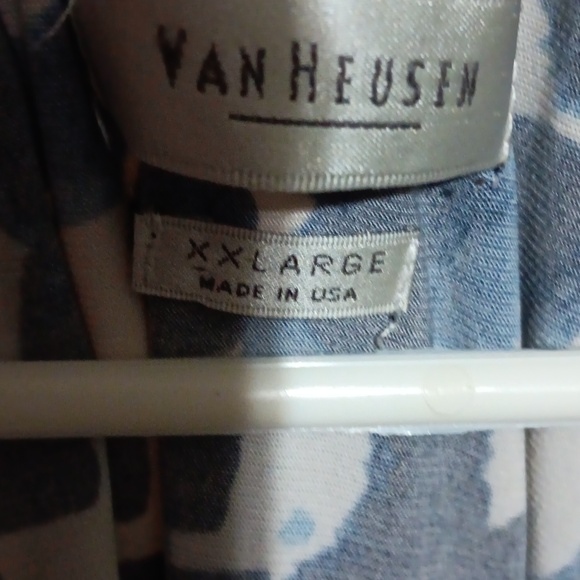 VAN HEUSEN
XXLARGE
MADE IN USA